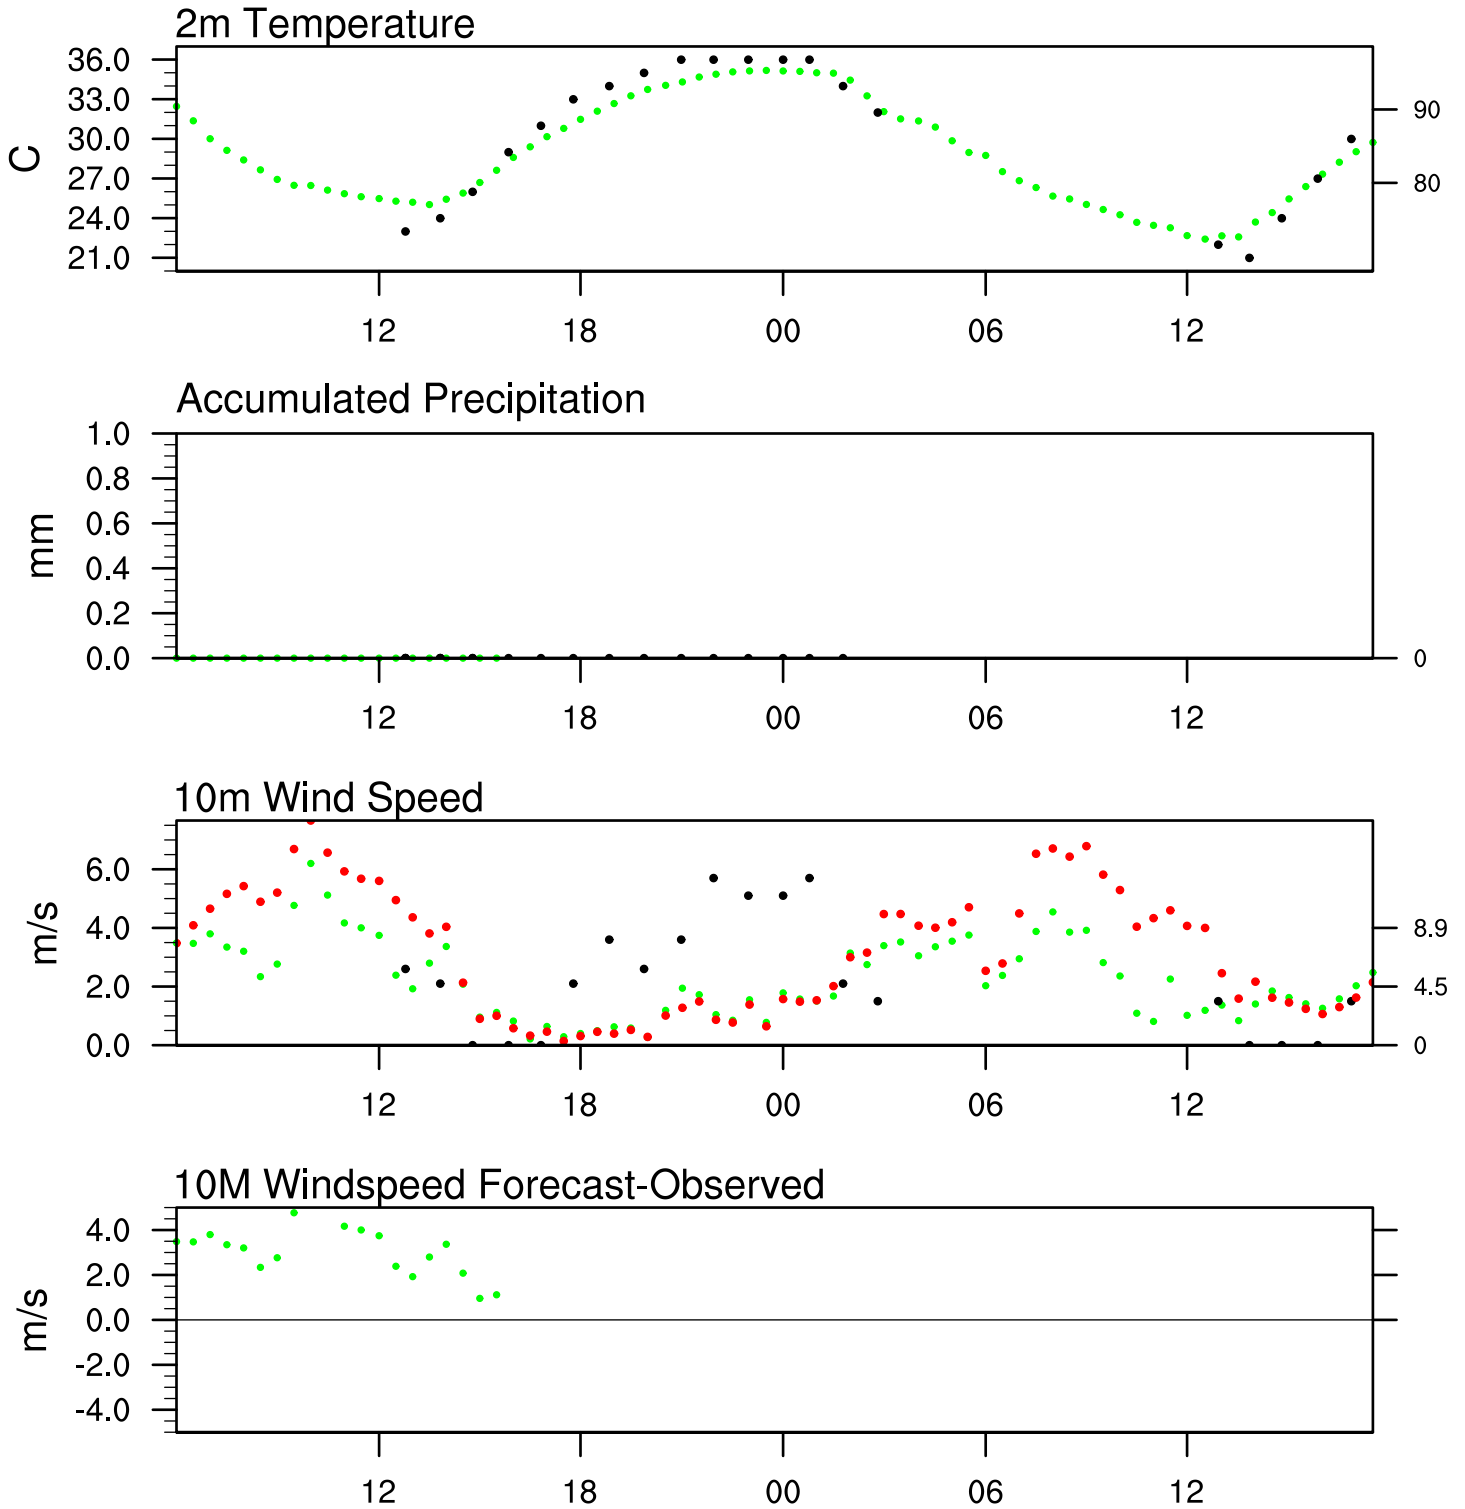 2m Temperature
36.0
33.0
30.0
27.0
24.0
21.0
C
90
80
12 18 00 06 12
Accumulated Precipitation
1.0
0.8
0.6
0.4
0.2
0.0
mm
0
12 18 00 06 12
10m Wind Speed
6.0
4.0
2.0
0.0
m/s
8.9
4.5
0
12 18 00 06 12
10M Windspeed Forecast-Observed
4.0
2.0
0.0
-2.0
-4.0
m/s
12 18 00 06 12